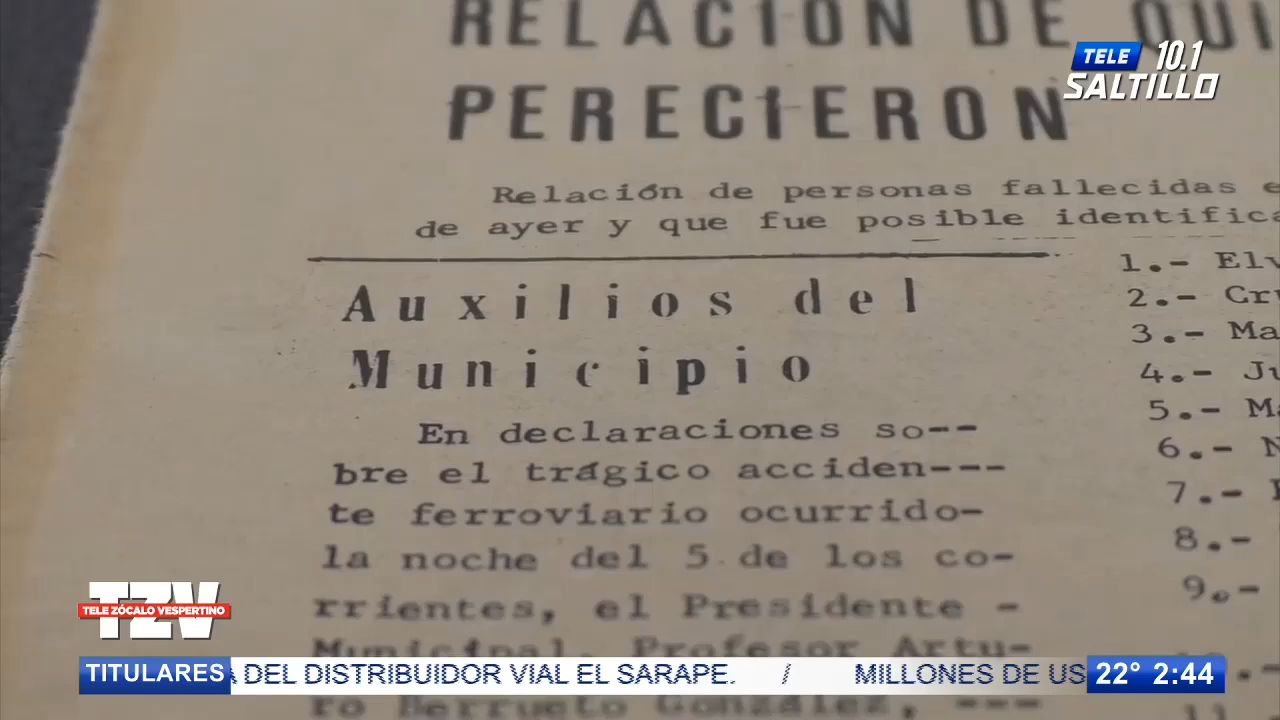 RELACION DE QUI
PERECIERON
Relación de personas fallecidas e
de ayer y que fue posible identifica
Auxilios del
Municipio
En declaraciones so--
bre el trágico acciden---
te ferroviario ocurrido-
la noche del 5 de los co-
rrientes, el Presidente -
Municipal, Profesor Artu-
ro Berrueto González, ---
1.- Elv
2.- Cr
3.- Ma
4.- Ju
5.- Ma
6.- N
7.-
8.-
9.-
TELE 10.1
SALTILLO
TZV
TELE ZÓCALO VESPERTINO
TITULARES
A DEL DISTRIBUIDOR VIAL EL SARAPE. / MILLONES DE US
22° 2:44